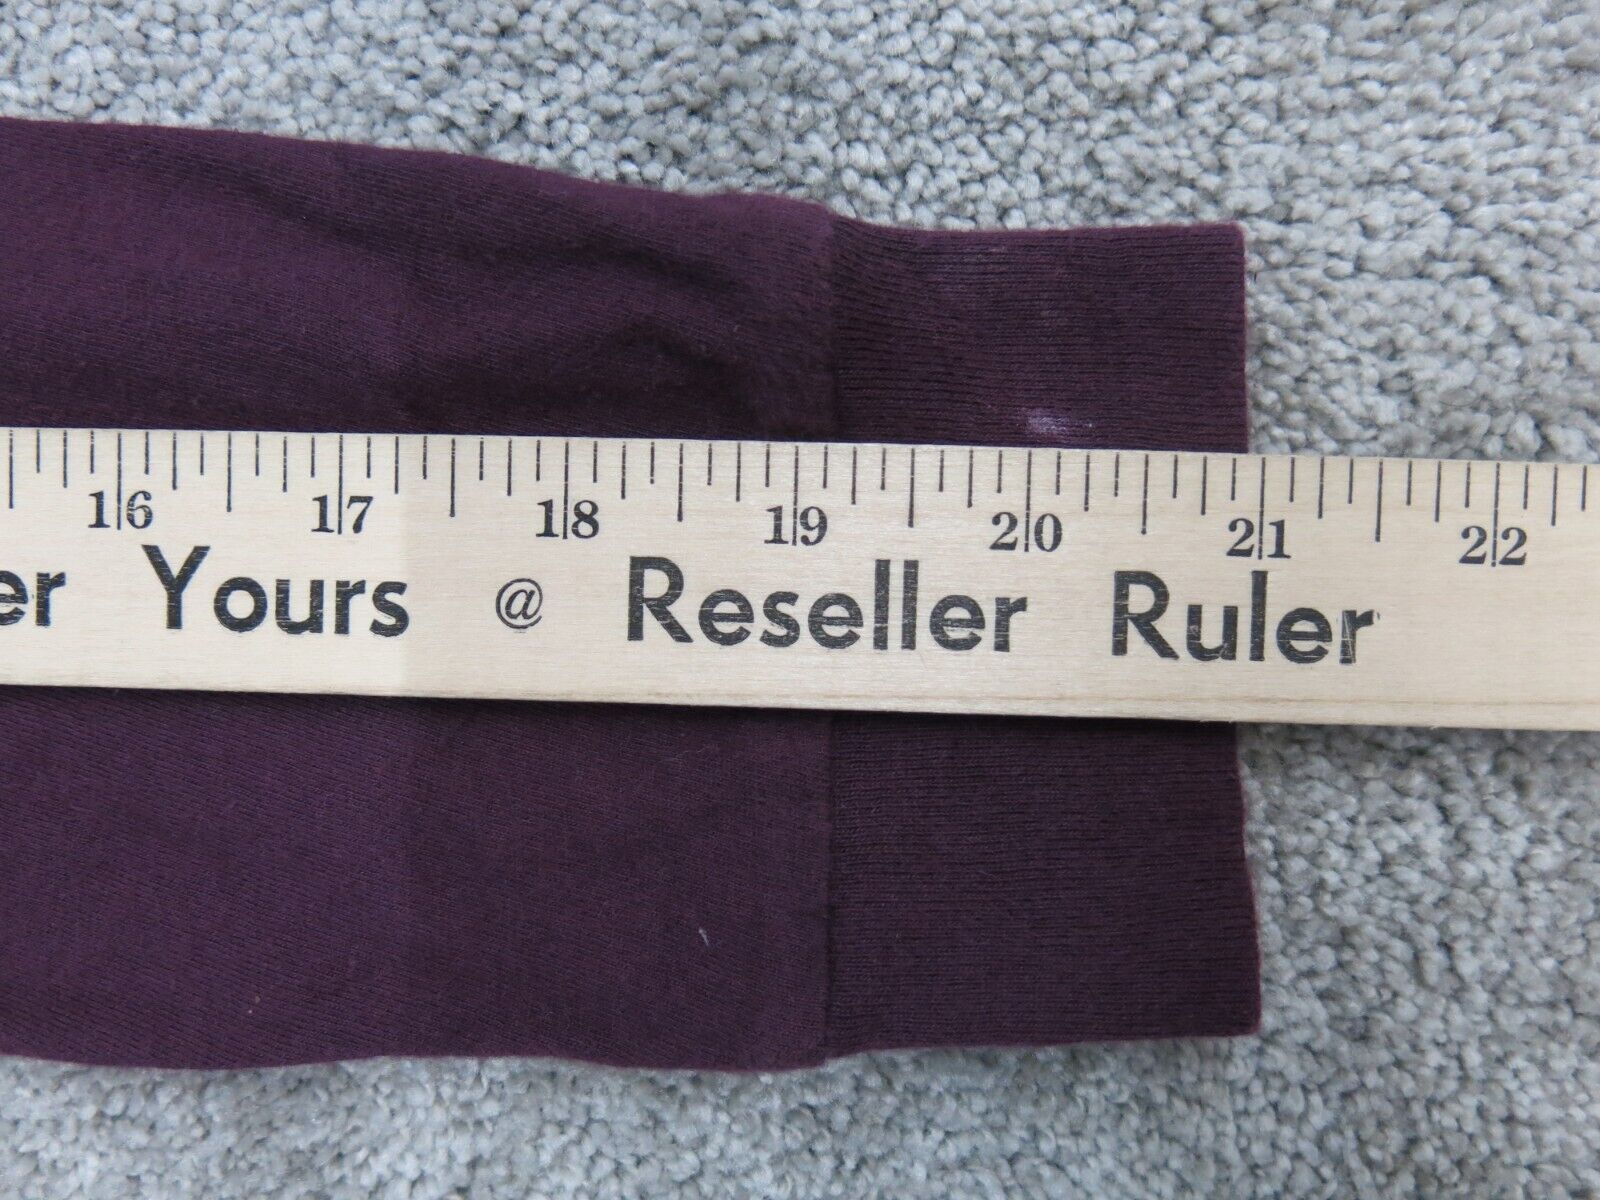 16 17 18 19 20 21 22
er Yours @ Reseller Ruler